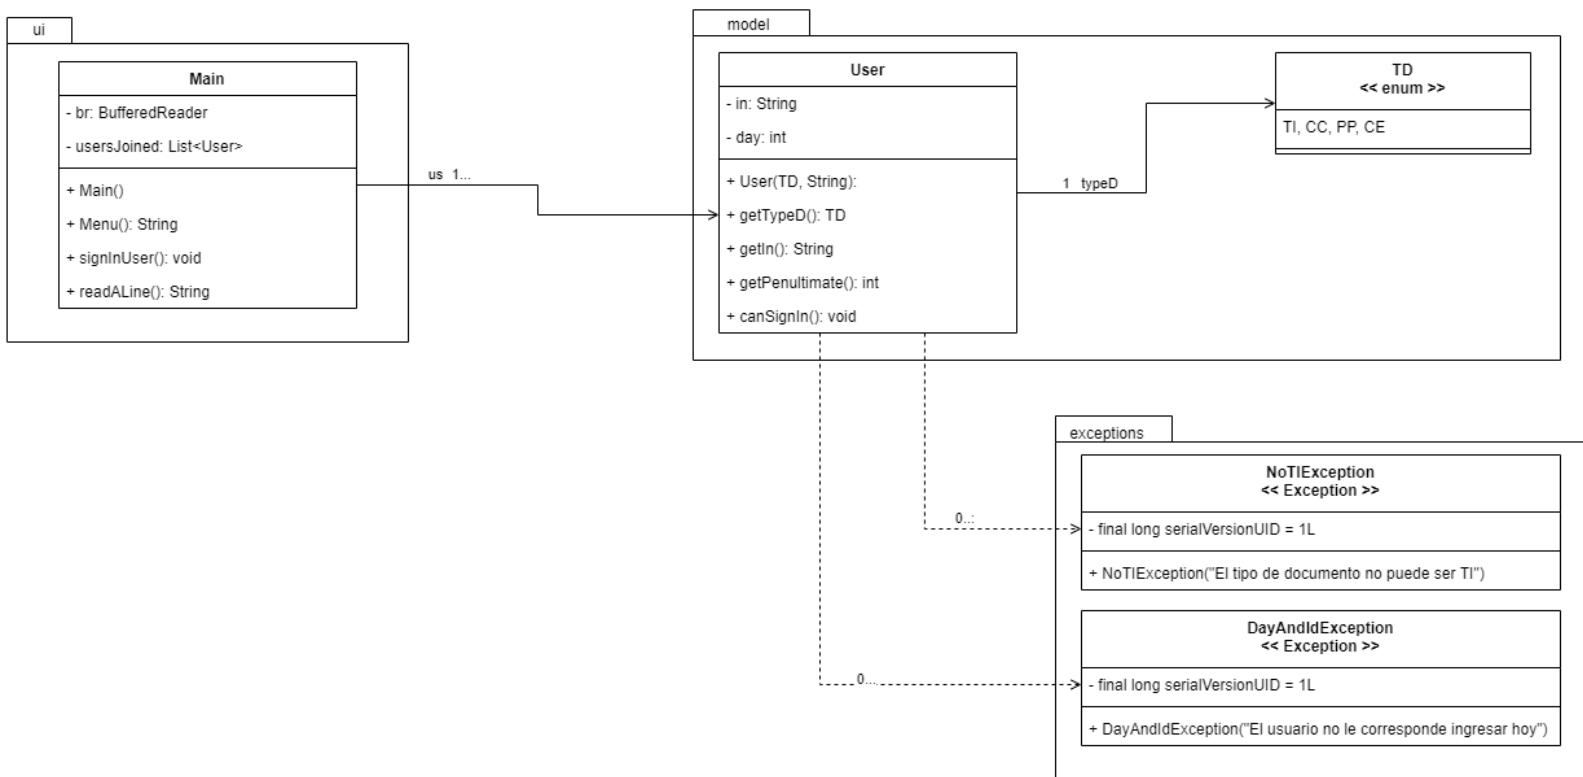 ui
Main
- br: BufferedReader
- usersJoined: List<User>
+ Main()
+ Menu(): String
+ signInUser(): void
+ readALine(): String
us 1...
model
User
- in: String
- day: int
+ User(TD, String):
+ getTypeD(): TD
+ getIn(): String
+ getPenultimate(): int
+ canSignIn(): void
1 typeD
TD
<< enum >>
TI, CC, PP, CE
exceptions
NoTIException
<< Exception >>
- final long serialVersionUID = 1L
+ NoTIException("El tipo de documento no puede ser TI")
0..:
DayAndIdException
<< Exception >>
- final long serialVersionUID = 1L
+ DayAndIdException("El usuario no le corresponde ingresar hoy")
0...